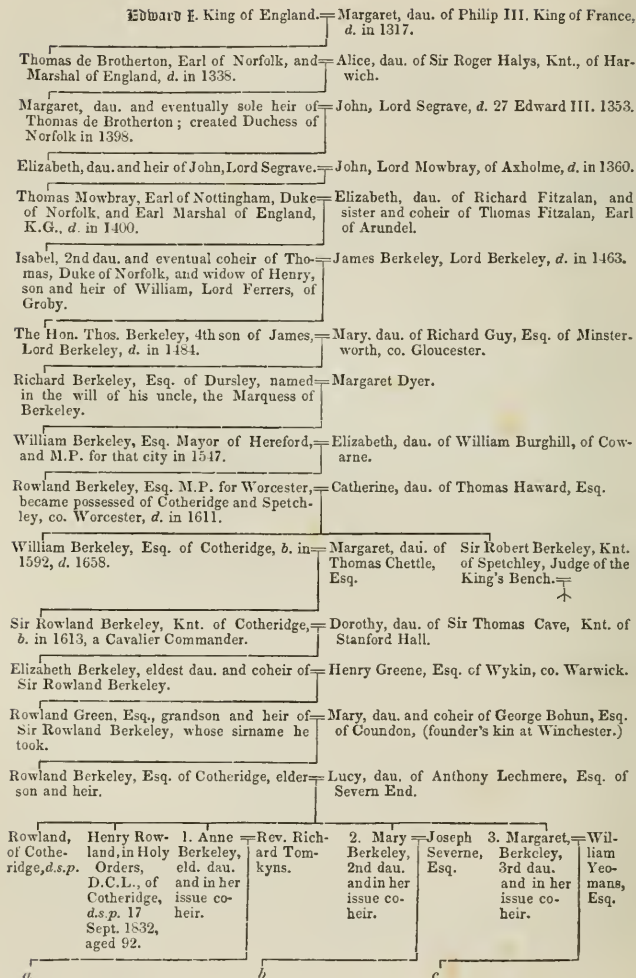 Edward I. King of England.=Margaret, dau. of Philip III. King of France,
d. in 1317.
Thomas de Brotherton, Earl of Norfolk, and=Alice, dau. of Sir Roger Halys, Knt., of Har-
Marshal of England, d. in 1338.
wich.
Margaret, dau. and eventually sole heir of=John, Lord Segrave, d. 27 Edward III. 1353.
Thomas de Brotherton; created Duchess of
Norfolk in 1398.
Elizabeth, dau. and heir of John, Lord Segrave.=John, Lord Mowbray, of Axholme, d. in 1360.
Thomas Mowbray, Earl of Nottingham, Duke=Elizabeth, dau. of Richard Fitzalan, and
of Norfolk, and Earl Marshal of England,
sister and coheir of Thomas Fitzalan, Earl
K.G., d. in 1400.
of Arundel.
Isabel, 2nd dau. and eventual coheir of Tho-=James Berkeley, Lord Berkeley, d. in 1463.
mas, Duke of Norfolk, and widow of Henry,
son and heir of William, Lord Ferrers, of
Groby.
The Hon. Thos. Berkeley, 4th son of James,=Mary. dau. of Richard Guy, Esq. of Minster-
Lord Berkeley, d. in 1484.
worth, co. Gloucester.
Richard Berkeley, Esq. of Dursley, named=Margaret Dyer.
in the will of his uncle, the Marquess of
Berkeley.
William Berkeley, Esq. Mayor of Hereford,=Elizabeth, dau. of William Burghill, of Cow-
and M.P. for that city in 1547.
arne.
Rowland Berkeley, Esq. M.P. for Worcester,=Catherine, dau. of Thomas Haward, Esq.
became possessed of Cotheridge and Spetch-
ley, co. Worcester, d. in 1611.
William Berkeley, Esq. of Cotheridge, b. in=Margaret, dau. of
1592, d. 1658.
Thomas Chettle,
Esq.
Sir Robert Berkeley, Knt.
of Spetchley, Judge of the
King's Bench.=
Sir Rowland Berkeley, Knt. of Cotheridge,=Dorothy, dau. of Sir Thomas Cave, Knt. of
b. in 1613, a Cavalier Commander.
Stanford Hall.
Elizabeth Berkeley, eldest dau. and coheir of=Henry Greene, Esq. of Wykin, co. Warwick.
Sir Rowland Berkeley.
Rowland Green, Esq., grandson and heir of=Mary, dau. and coheir of George Bohun, Esq.
Sir Rowland Berkeley, whose sirname he
of Coundon, (founder's kin at Winchester.)
took.
Rowland Berkeley, Esq. of Cotheridge, elder=Lucy, dau. of Anthony Lechmere, Esq. of
son and heir.
Severn End.
Rowland,
of Cothe-
ridge, d.s.p.
Henry Row-
land, in Holy
Orders,
D.C.L., of
Cotheridge,
d.s.p. 17
Sept. 1832,
aged 92.
1. Anne
Berkeley,
eld. dau.
and in her
issue co-
heir.
=Rev. Rich-
ard Tom-
kyns.
2. Mary
Berkeley,
2nd dau.
and in her
issue co-
heir.
=Joseph
Severne,
Esq.
3. Margaret,
Berkeley,
3rd dau.
and in her
issue co-
heir.
=Wil-
liam
Yeo-
mans,
Esq.
a
b
c